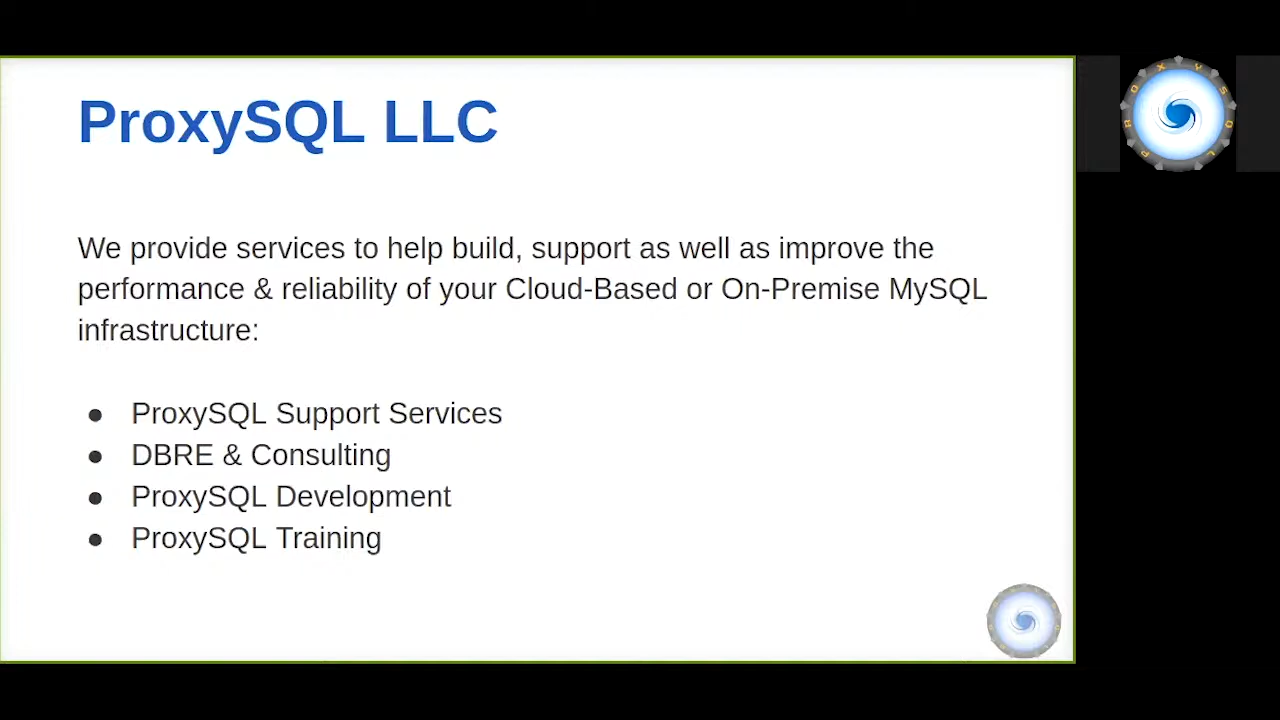 ProxySQL LLC
We provide services to help build, support as well as improve the
performance & reliability of your Cloud-Based or On-Premise MySQL
infrastructure:
● ProxySQL Support Services
● DBRE & Consulting
● ProxySQL Development
● ProxySQL Training
PROXYSQL